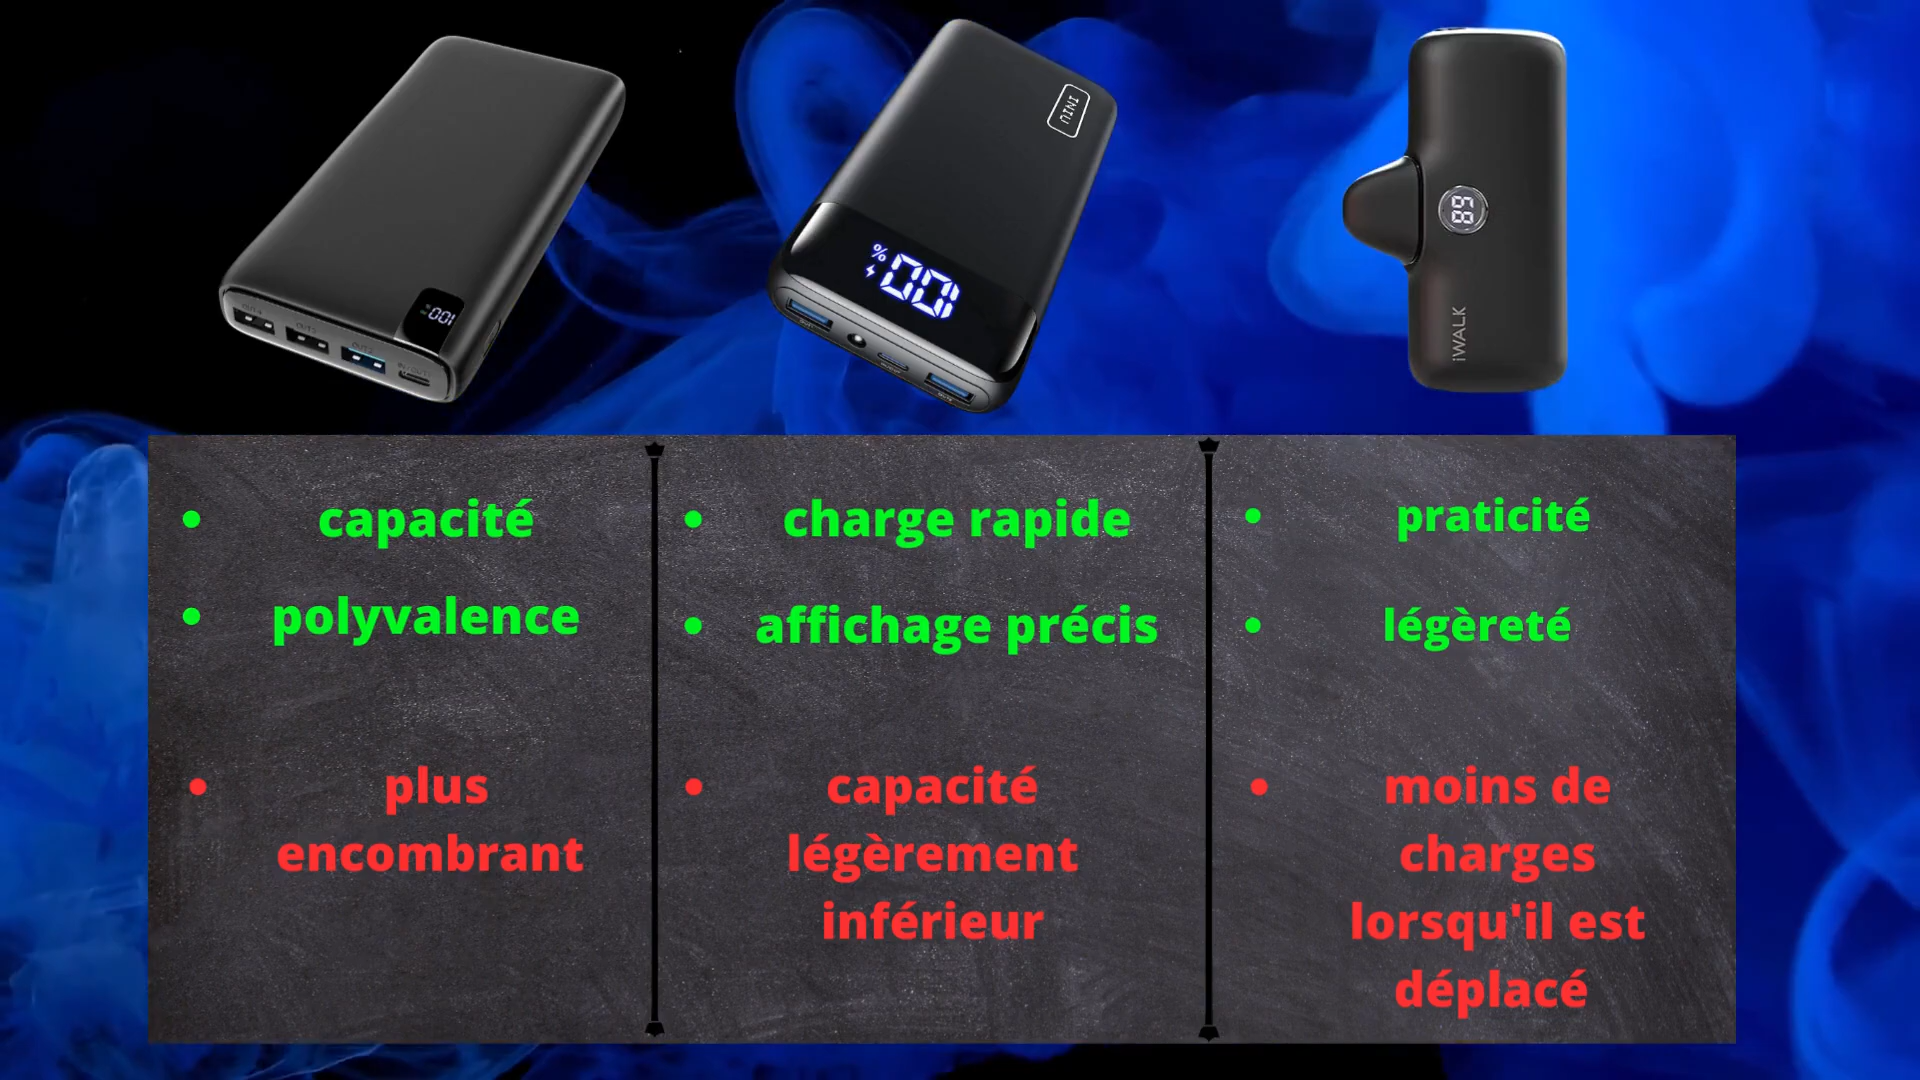 INIU
89
iWALK
100
%00
capacité
polyvalence
plus
encombrant
charge rapide
affichage précis
capacité
légèrement
inférieur
praticité
légèreté
moins de
charges
lorsqu'il est
déplacé